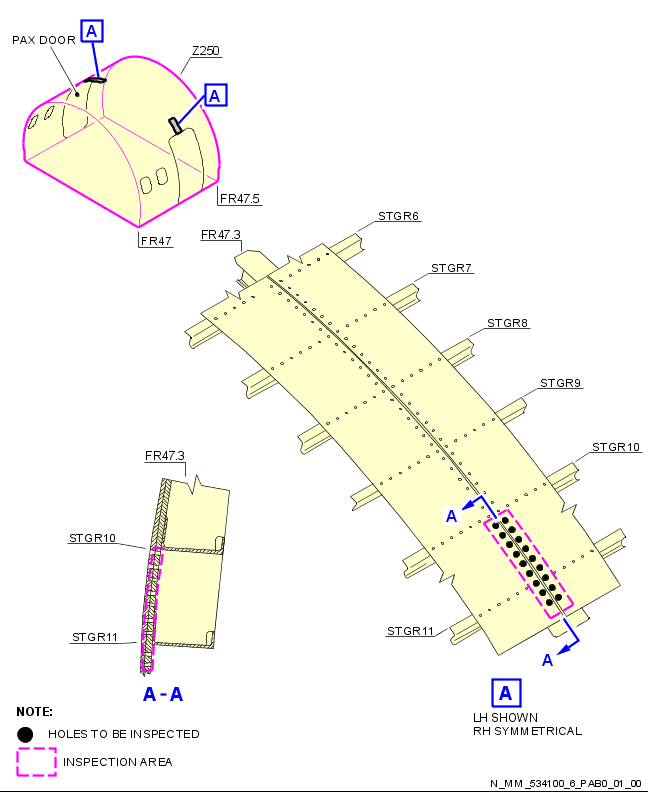 A
PAX DOOR
Z250
A
FR47.5
FR47
STGR6
FR47.3
STGR7
STGR8
STGR9
STGR10
FR47.3
A
STGR10
STGR11
STGR11
A
A-A
A
NOTE:
LH SHOWN
RH SYMMETRICAL
HOLES TO BE INSPECTED
INSPECTION AREA
N_MM_534100_6_PAB0_01_00